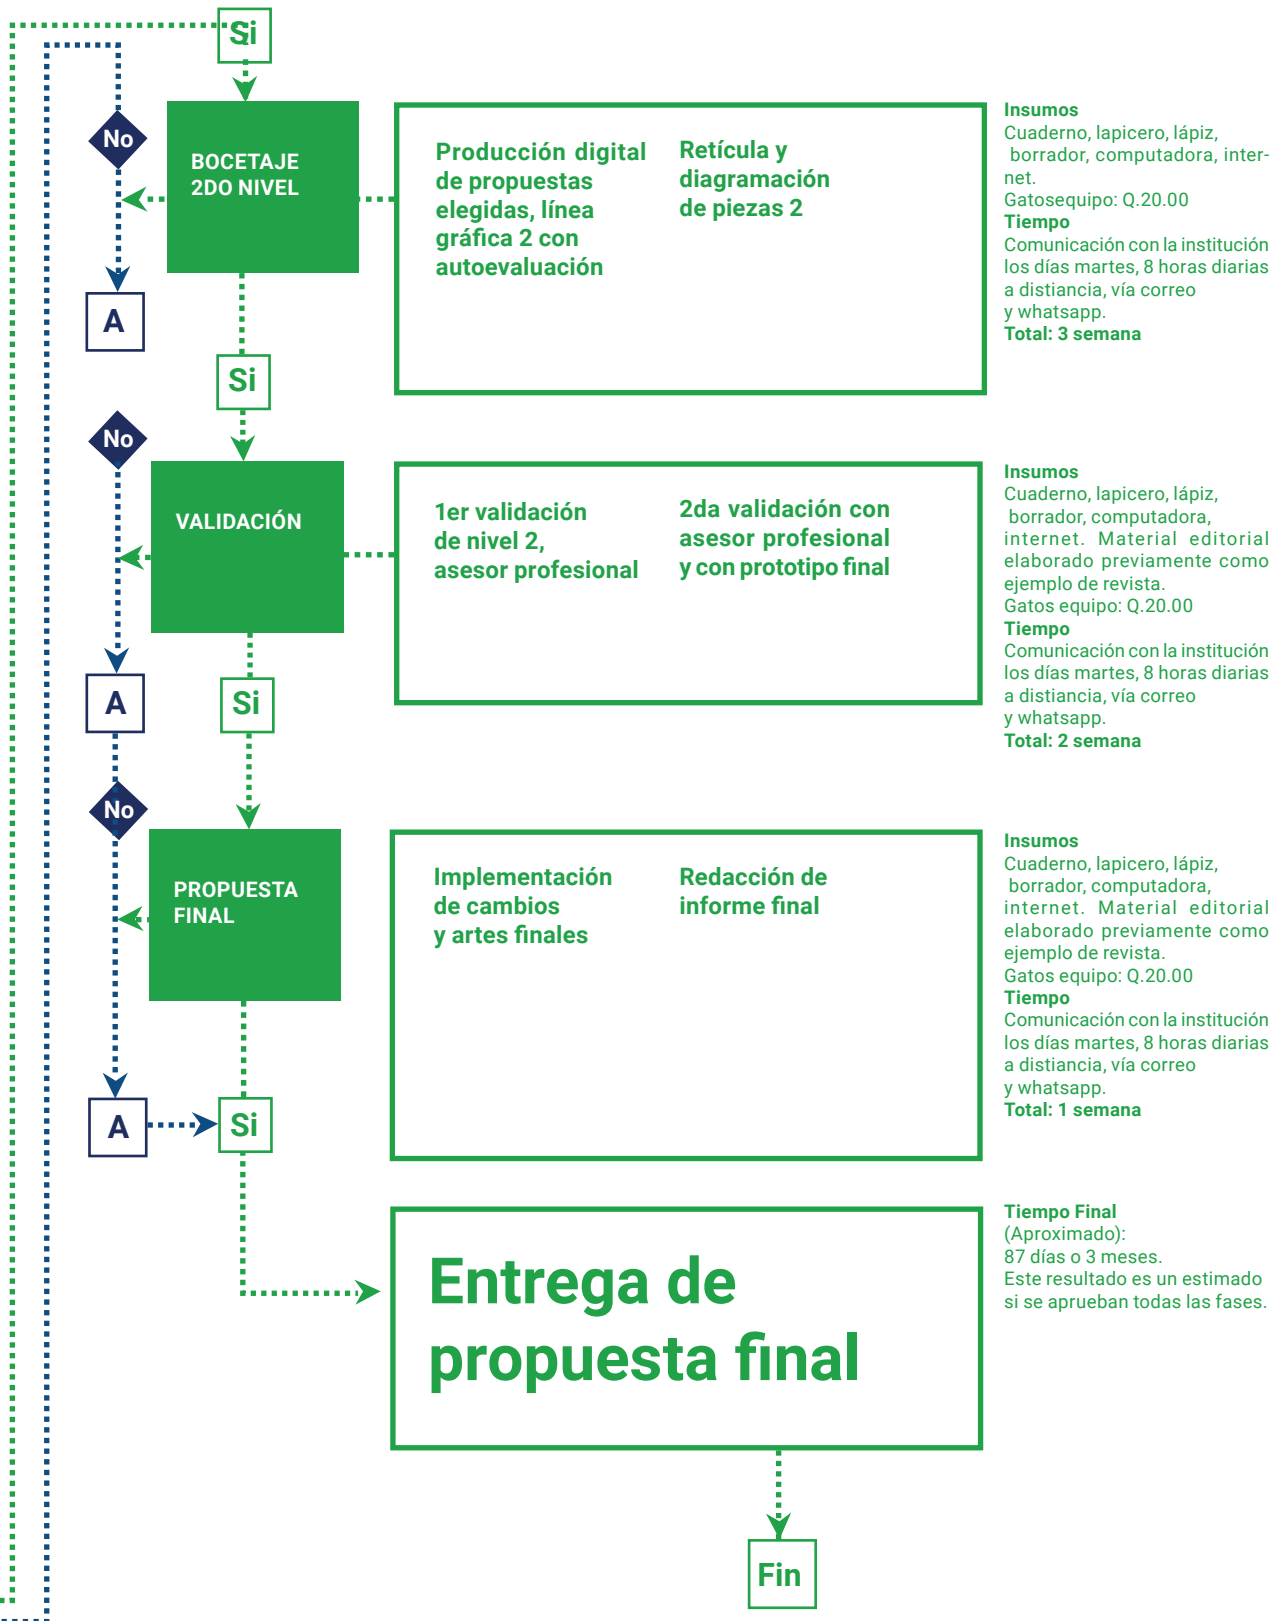 Si
No
BOCETAJE
2DO NIVEL
Producción digital
de propuestas
elegidas, línea
gráfica 2 con
autoevaluación
Retícula y
diagramación
de piezas 2
Insumos
Cuaderno, lapicero, lápiz,
borrador, computadora, inter-
net.
Gatosequipo: Q.20.00
Tiempo
Comunicación con la institución
los días martes, 8 horas diarias
a distiancia, vía correo
y whatsapp.
Total: 3 semana
A
Si
No
VALIDACIÓN
1er validación
de nivel 2,
asesor profesional
2da validación con
asesor profesional
y con prototipo final
Insumos
Cuaderno, lapicero, lápiz,
borrador, computadora,
internet. Material editorial
elaborado previamente como
ejemplo de revista.
Gatos equipo: Q.20.00
Tiempo
Comunicación con la institución
los días martes, 8 horas diarias
a distiancia, vía correo
y whatsapp.
Total: 2 semana
A
Si
No
PROPUESTA
FINAL
Implementación
de cambios
y artes finales
Redacción de
informe final
Insumos
Cuaderno, lapicero, lápiz,
borrador, computadora,
internet. Material editorial
elaborado previamente como
ejemplo de revista.
Gatos equipo: Q.20.00
Tiempo
Comunicación con la institución
los días martes, 8 horas diarias
a distiancia, vía correo
y whatsapp.
Total: 1 semana
A
Si
Entrega de
propuesta final
Tiempo Final
(Aproximado):
87 días o 3 meses.
Este resultado es un estimado
si se aprueban todas las fases.
Fin